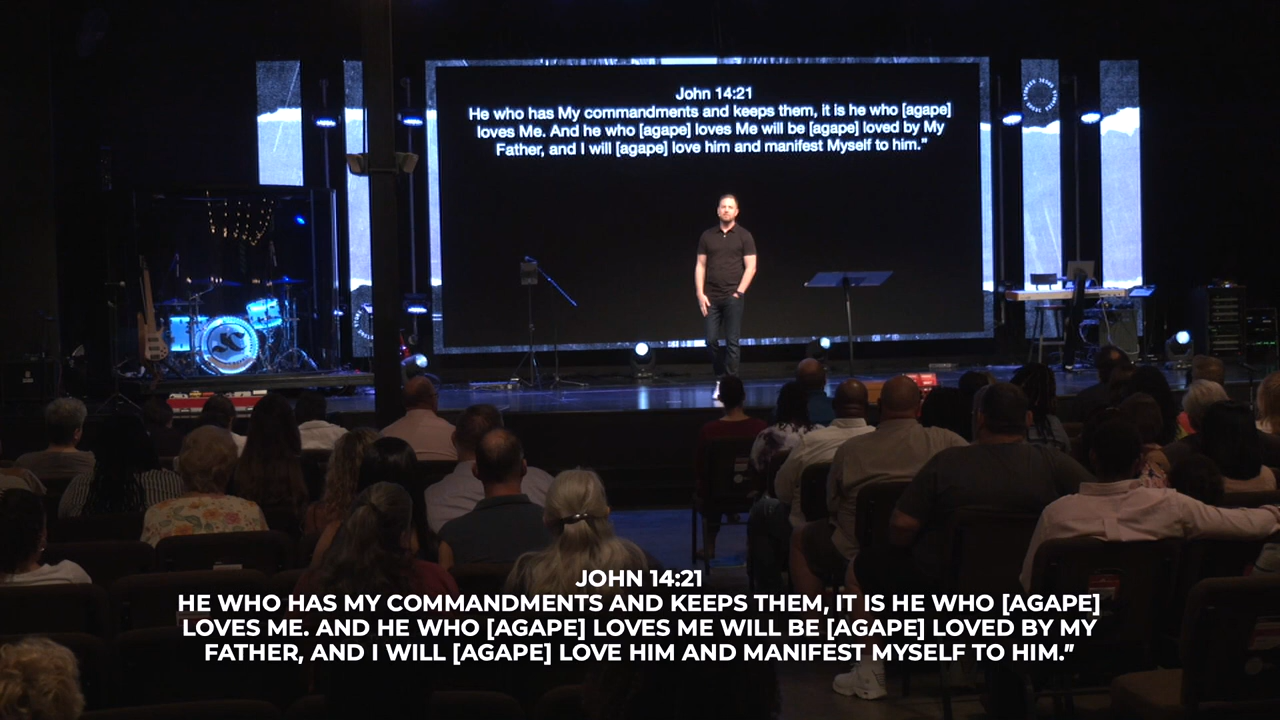 John 14:21
He who has My commandments and keeps them, it is he who [agape]
loves Me. And he who [agape] loves Me will be [agape] loved by My
Father, and I will [agape] love him and manifest Myself to him."
JOHN 14:21
HE WHO HAS MY COMMANDMENTS AND KEEPS THEM, IT IS HE WHO [AGAPE]
LOVES ME. AND HE WHO [AGAPE] LOVES ME WILL BE [AGAPE] LOVED BY MY
FATHER, AND I WILL [AGAPE] LOVE HIM AND MANIFEST MYSELF TO HIM.”